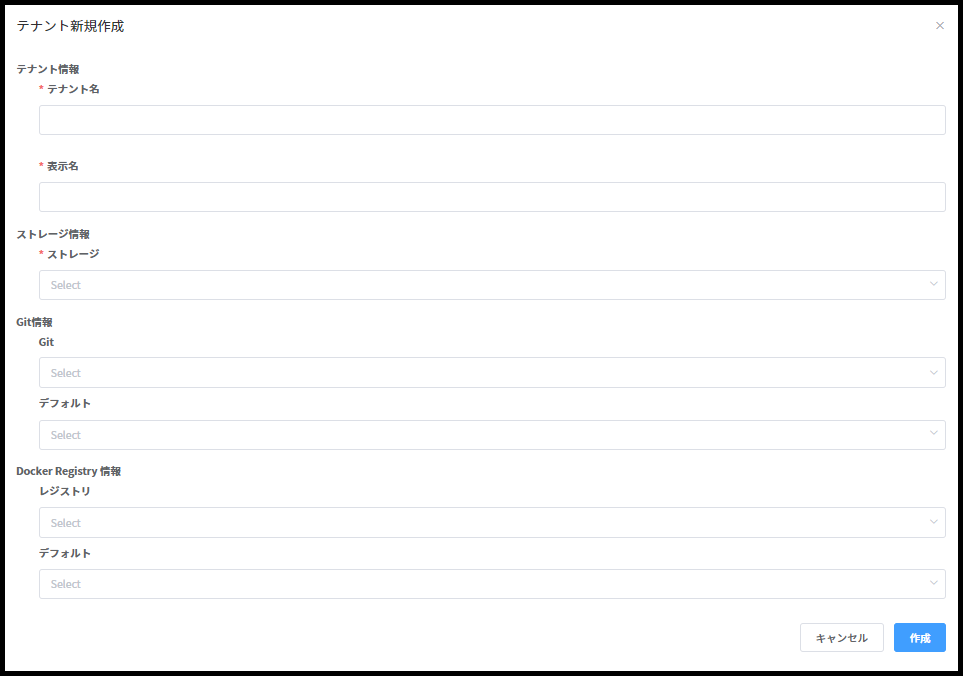 テナント新規作成
テナント情報
* テナント名
* 表示名
ストレージ情報
* ストレージ
Select
Git情報
Git
Select
デフォルト
Select
Docker Registry 情報
レジストリ
Select
デフォルト
Select
キャンセル
作成